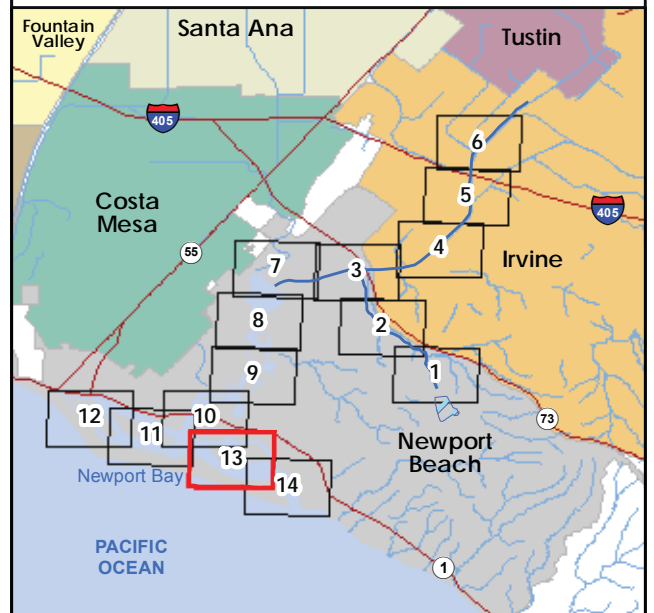 Fountain
Valley
Santa Ana
Tustin
405
6
Costa
Mesa
5
405
55
4
Irvine
7
3
8
2
9
1
12
10
11
73
13
Newport
Beach
Newport Bay
14
PACIFIC
OCEAN
1